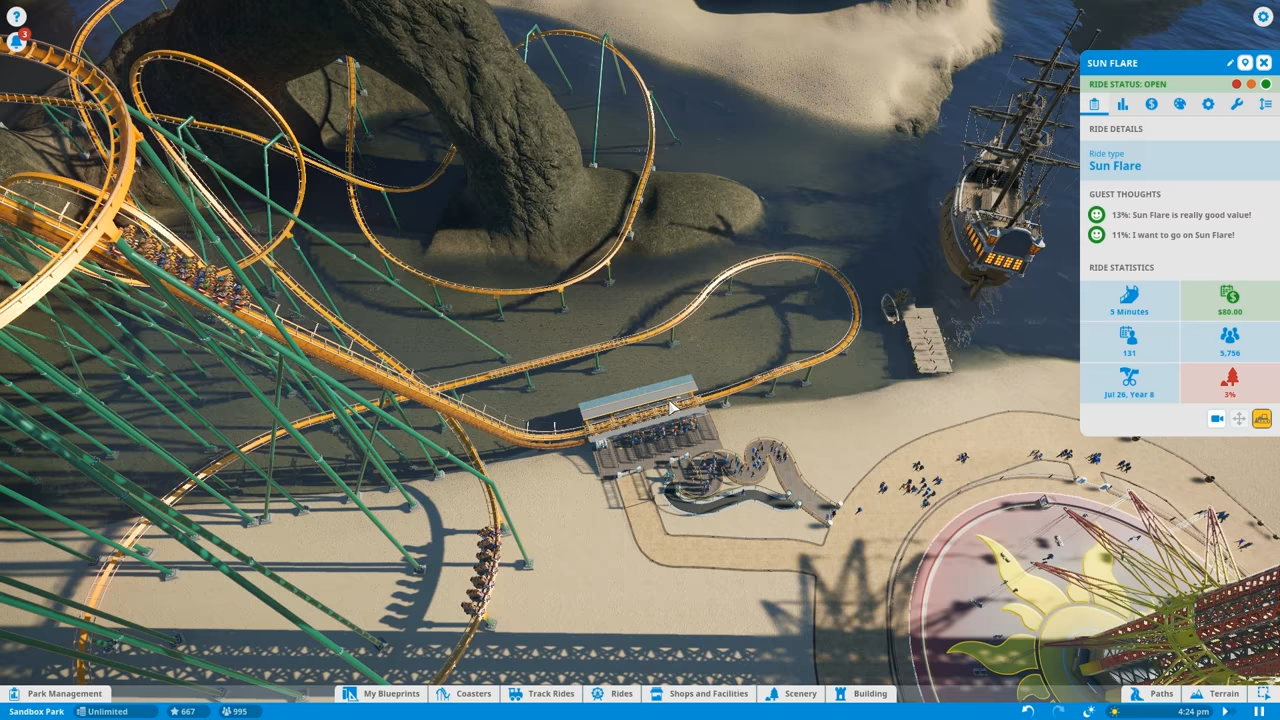 ?
3
SUN FLARE
RIDE STATUS: OPEN
RIDE DETAILS
Ride type
Sun Flare
GUEST THOUGHTS
13%: Sun Flare is really good value!
11%: I want to go on Sun Flare!
RIDE STATISTICS
5 Minutes
$80.00
131
5,756
Jul 26, Year 8
3%
Park Management
My Blueprints
Coasters
Track Rides
Rides
Shops and Facilities
Scenery
Building
Paths
Terrain
Sandbox Park
Unlimited
667
995
4:24 pm